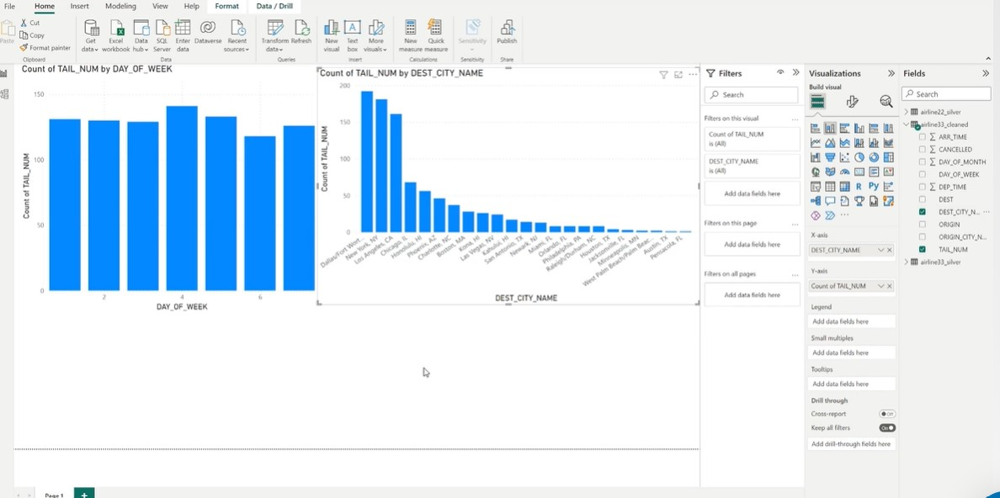 File Home Insert Modeling View Help Format Data / Drill
Paste
Cut
Copy
Format painter
Clipboard
Get data
Excel workbook
Data hub
SQL Server
Enter data
Dataverse
Recent sources
Data
Transform data
Refresh
Queries
New visual
Text box
More visuals
Insert
New measure
Quick measure
Calculations
Sensitivity
Sensitivity
Publish
Share
Count of TAIL_NUM by DAY_OF_WEEK
Count of TAIL_NUM
150
100
50
0
2 4 6
DAY_OF_WEEK
Count of TAIL_NUM by DEST_CITY_NAME
Count of TAIL_NUM
200
150
100
50
0
Dallas/Fort Wort...
New York, NY
Los Angeles, CA
Chicago, IL
Honolulu, HI
Phoenix, AZ
Charlotte, NC
Boston, MA
Kona, HI
Las Vegas, NV
Kahului, HI
San Antonio, TX
Newark, NJ
Miami, FL
Orlando, FL
Philadelphia, PA
Raleigh/Durham, NC
Houston, TX
Jacksonville, FL
Minneapolis, MN
West Palm Beach/Palm Beac...
Austin, TX
Pensacola, FL
DEST_CITY_NAME
Filters
Search
Filters on this visual ...
Count of TAIL_NUM
is (All)
DEST_CITY_NAME
is (All)
Add data fields here
Filters on this page ...
Add data fields here
Filters on all pages ...
Add data fields here
Visualizations
Build visual
R Py
...
X-axis
DEST_CITY_NAME
Y-axis
Count of TAIL_NUM
Legend
Add data fields here
Small multiples
Add data fields here
Tooltips
Add data fields here
Drill through
Cross-report Off
Keep all filters On
Add drill-through fields here
Fields
Search
airline22_silver
airline33_cleaned
ARR_TIME
CANCELLED
DAY_OF_MONTH
DAY_OF_WEEK
DEP_TIME
DEST
DEST_CITY_N... ...
ORIGIN
ORIGIN_CITY_N...
TAIL_NUM
airline33_silver
Page 1
+